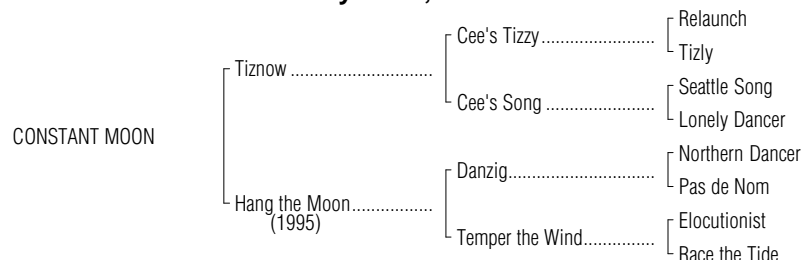 Relaunch
Cee's Tizzy........................
Tizly
Tiznow ..............................
Seattle Song
Cee's Song .......................
Lonely Dancer
CONSTANT MOON
Northern Dancer
Danzig...............................
Pas de Nom
Hang the Moon.................
(1995)
Elocutionist
Temper the Wind...............
Race the Tide